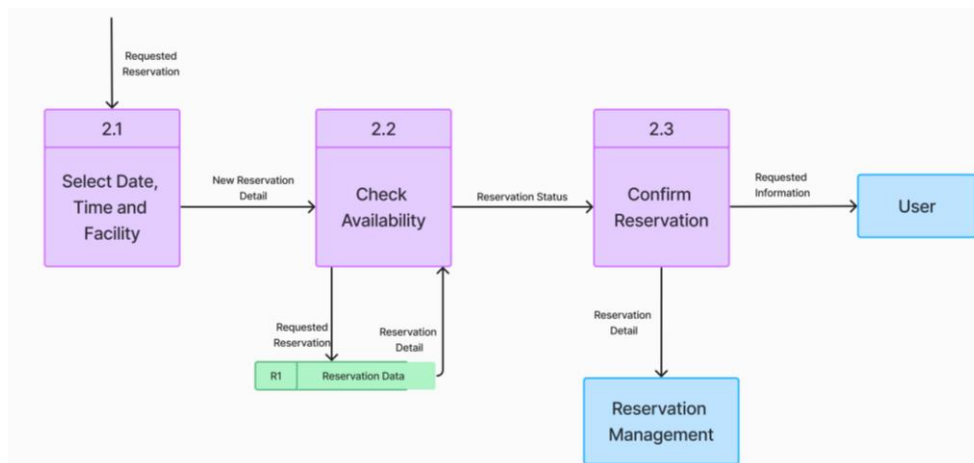 Requested
Reservation
2.1
2.2
2.3
Select Date,
Time and
Facility
New Reservation
Detail
Check
Availability
Reservation Status
Confirm
Reservation
Requested
Information
User
Requested
Reservation
Reservation
Detail
Reservation
Detail
R1
Reservation Data
Reservation
Management